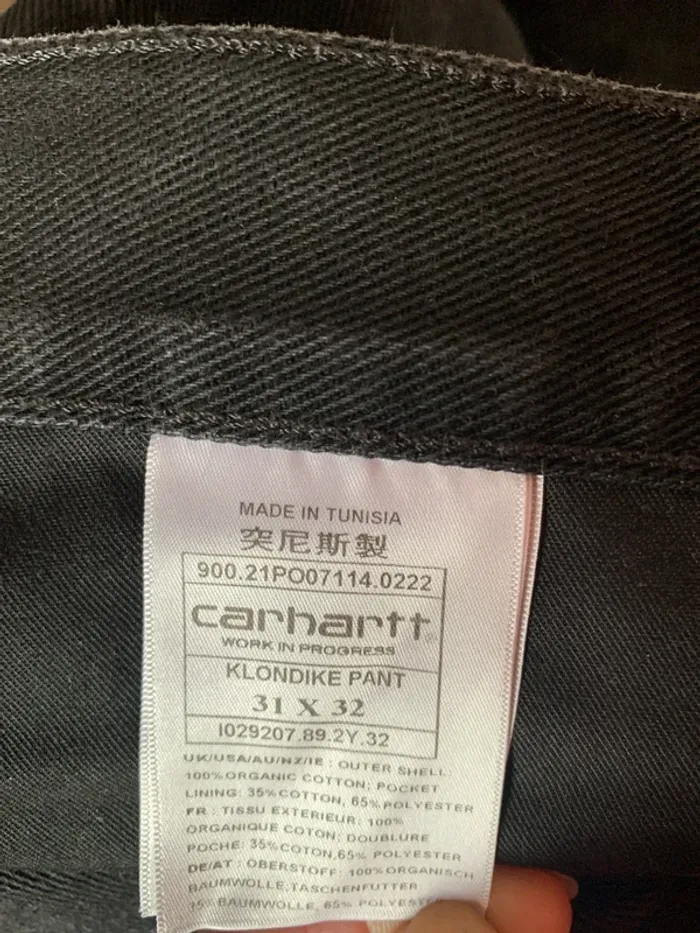 MADE IN TUNISIA
突尼斯製
900.21PO07114.0222
carhartt
WORK IN PROGRESS
KLONDIKE PANT
31 X 32
I029207.89.2Y.32
UK/USA/AU/NZ/IE : OUTER SHELL:
100% ORGANIC COTTON; POCKET
LINING: 35% COTTON, 65% POLYESTER
FR : TISSU EXTERIEUR: 100%
ORGANIQUE COTON; DOUBLURE
POCHE: 35% COTON, 65% POLYESTER
DE/AT : OBERSTOFF: 100% ORGANISCH
BAUMWOLLE, TASCHENFUTTER
BAUMWOLLE, 65%